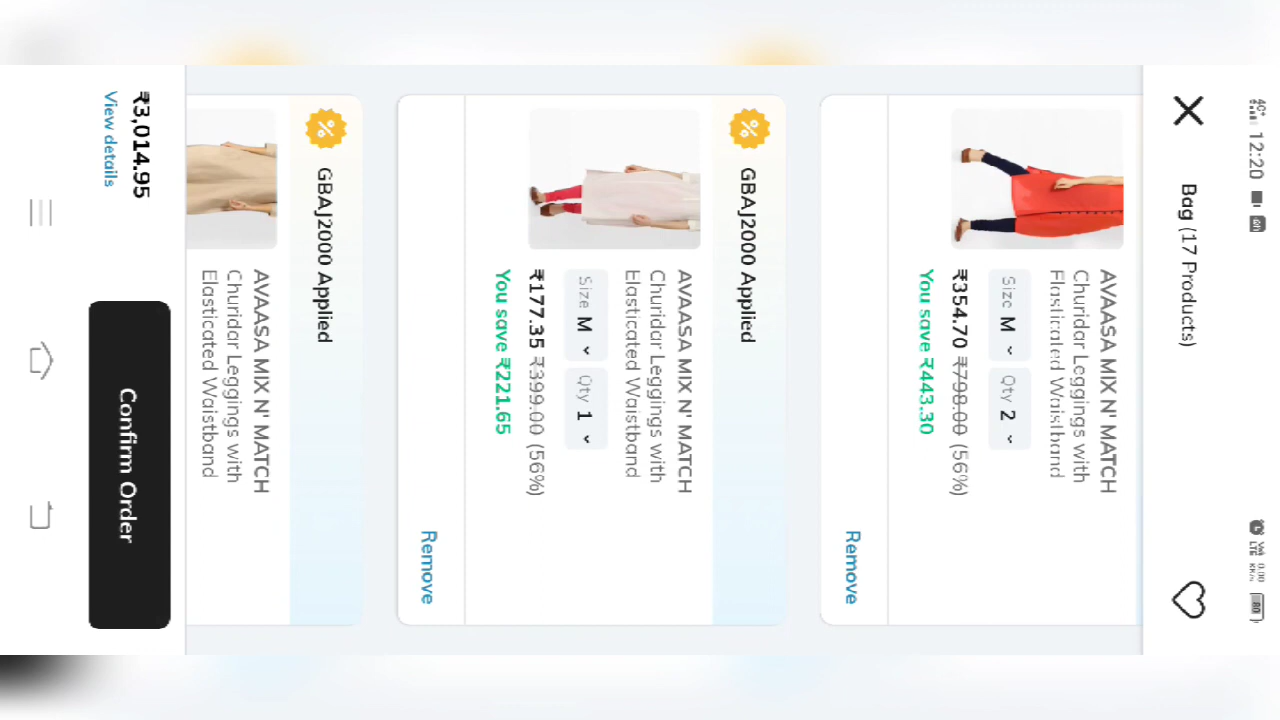 4G+ 12:20
Bag (17 Products)
AVAASA MIX N' MATCH
Churidar Leggings with
Elasticated Waistband
Size M Qty 2
₹354.70 ₹798.00 (56%)
You save ₹443.30
Remove
GBAJ2000 Applied
AVAASA MIX N' MATCH
Churidar Leggings with
Elasticated Waistband
Size M Qty 1
₹177.35 ₹399.00 (56%)
You save ₹221.65
Remove
GBAJ2000 Applied
AVAASA MIX N' MATCH
Churidar Leggings with
Elasticated Waistband
₹3,014.95
View details
Confirm Order